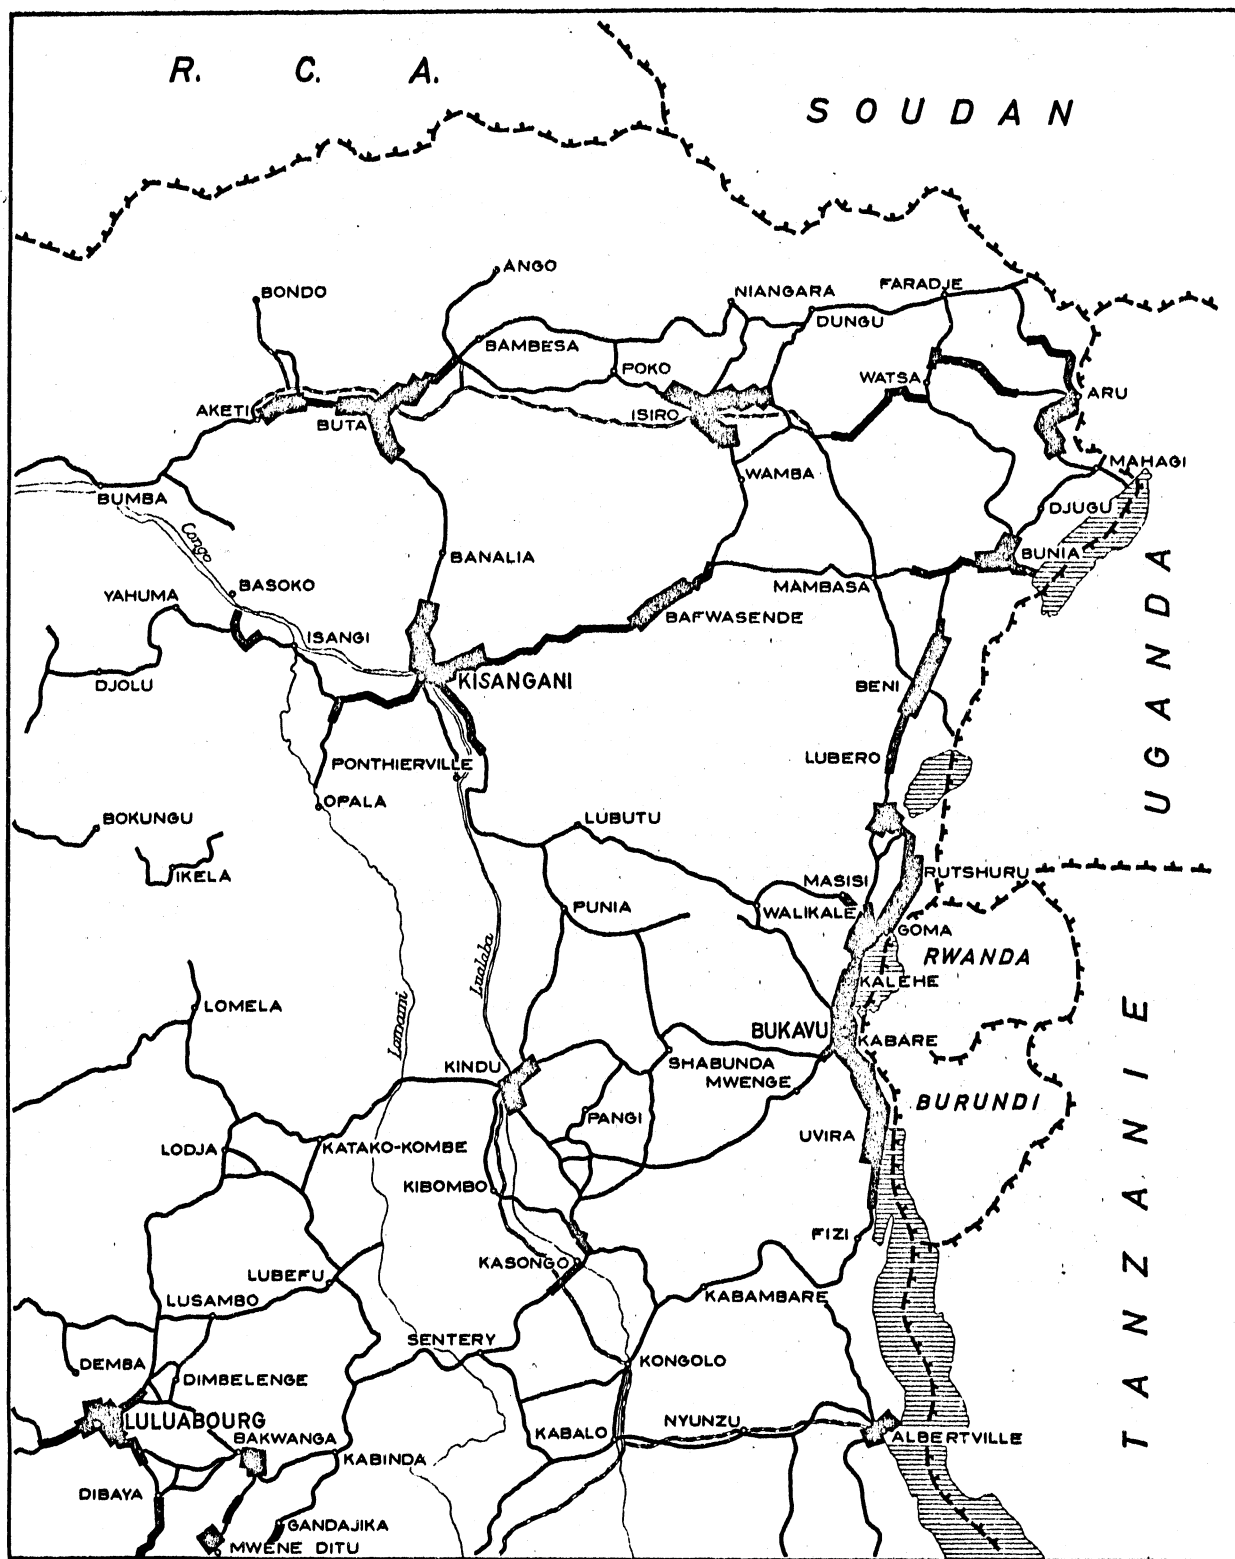 R. C. A.
SOUDAN
ANGO
BONDO
NIANGARA
FARADJE
DUNGU
BAMBESA
POKO
WATSA
ARU
AKETI
BUTA
ISIRO
MAHAGI
WAMBA
BUMBA
DJUGU
Congo
BANALIA
BUNIA
UGANDA
BASOKO
MAMBASA
YAHUMA
BAFWASENDE
ISANGI
DJOLU
KISANGANI
BENI
PONTHIERVILLE
LUBERO
OPALA
BOKUNGU
LUBUTU
IKELA
MASISI
RUTSHURU
PUNIA
WALIKALE
GOMA
Lualaba
RWANDA
KALEHE
LOMELA
Lomami
BUKAVU
KABARE
TANZANIE
KINDU
SHABUNDA
MWENGE
BURUNDI
PANGI
UVIRA
LODJA
KATAKO-KOMBE
KIBOMBO
FIZI
KASONGO
LUBEFU
LUSAMBO
KABAMBARE
SENTERY
DEMBA
KONGOLO
DIMBELENGE
LULUABOURG
NYUNZU
KABALO
BAKWANGA
ALBERTVILLE
KABINDA
DIBAYA
GANDAJIKA
MWENE DITU